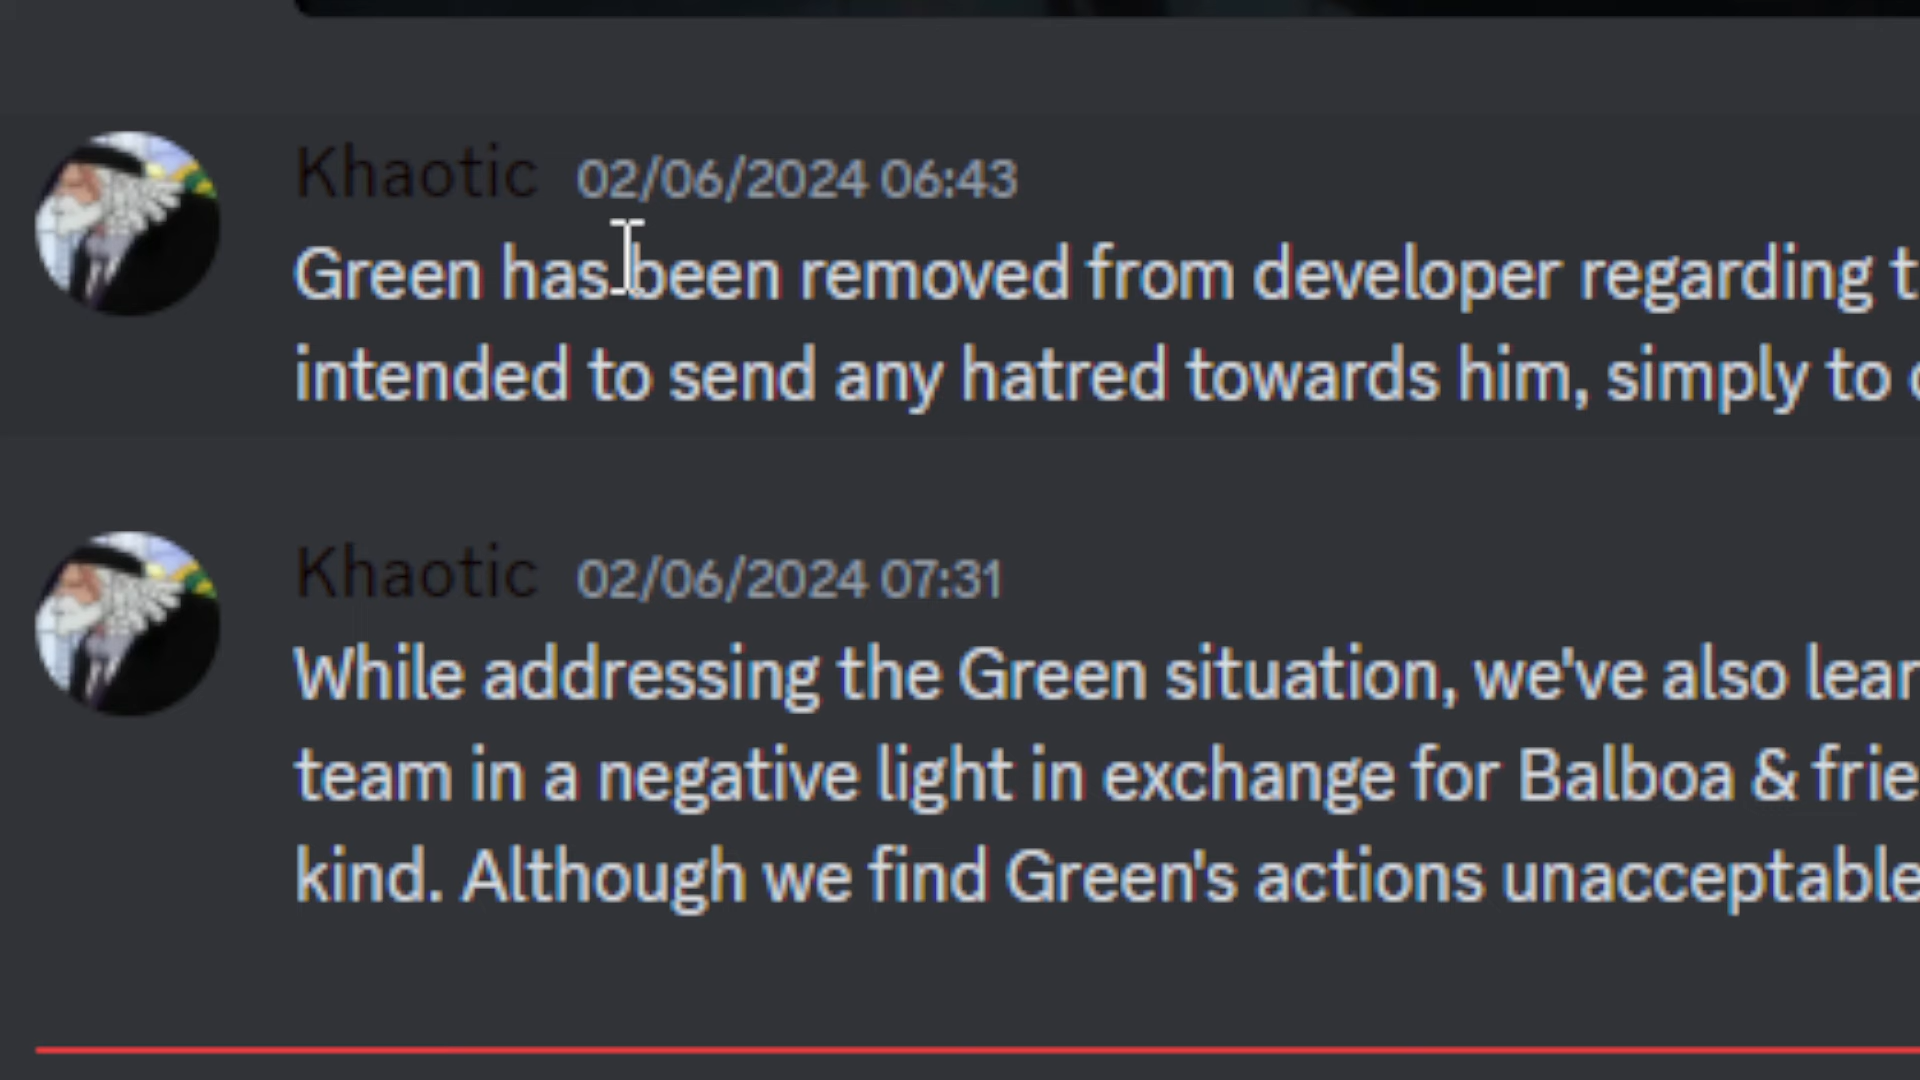 Khaotic 02/06/2024 06:43
Green has been removed from developer regarding
intended to send any hatred towards him, simply to
Khaotic 02/06/2024 07:31
While addressing the Green situation, we've also
team in a negative light in exchange for Balboa &
kind. Although we find Green's actions unacceptable